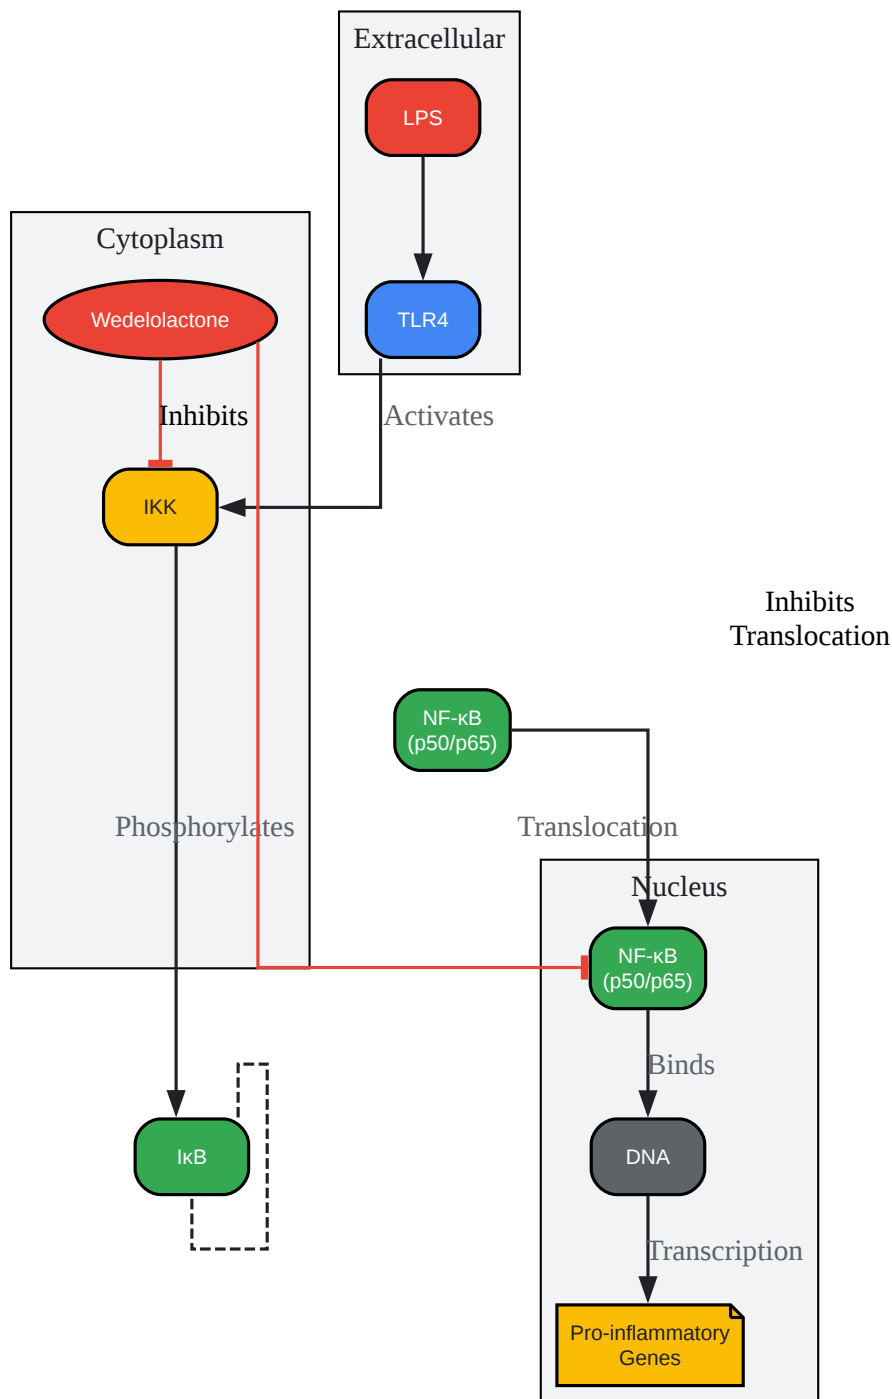 Extracellular
LPS
Cytoplasm
Wedelolactone
TLR4
Inhibits
Activates
IKK
Inhibits
Translocation
NF-κB
(p50/p65)
Phosphorylates
Translocation
Nucleus
NF-κB
(p50/p65)
Binds
IκB
DNA
Transcription
Pro-inflammatory
Genes